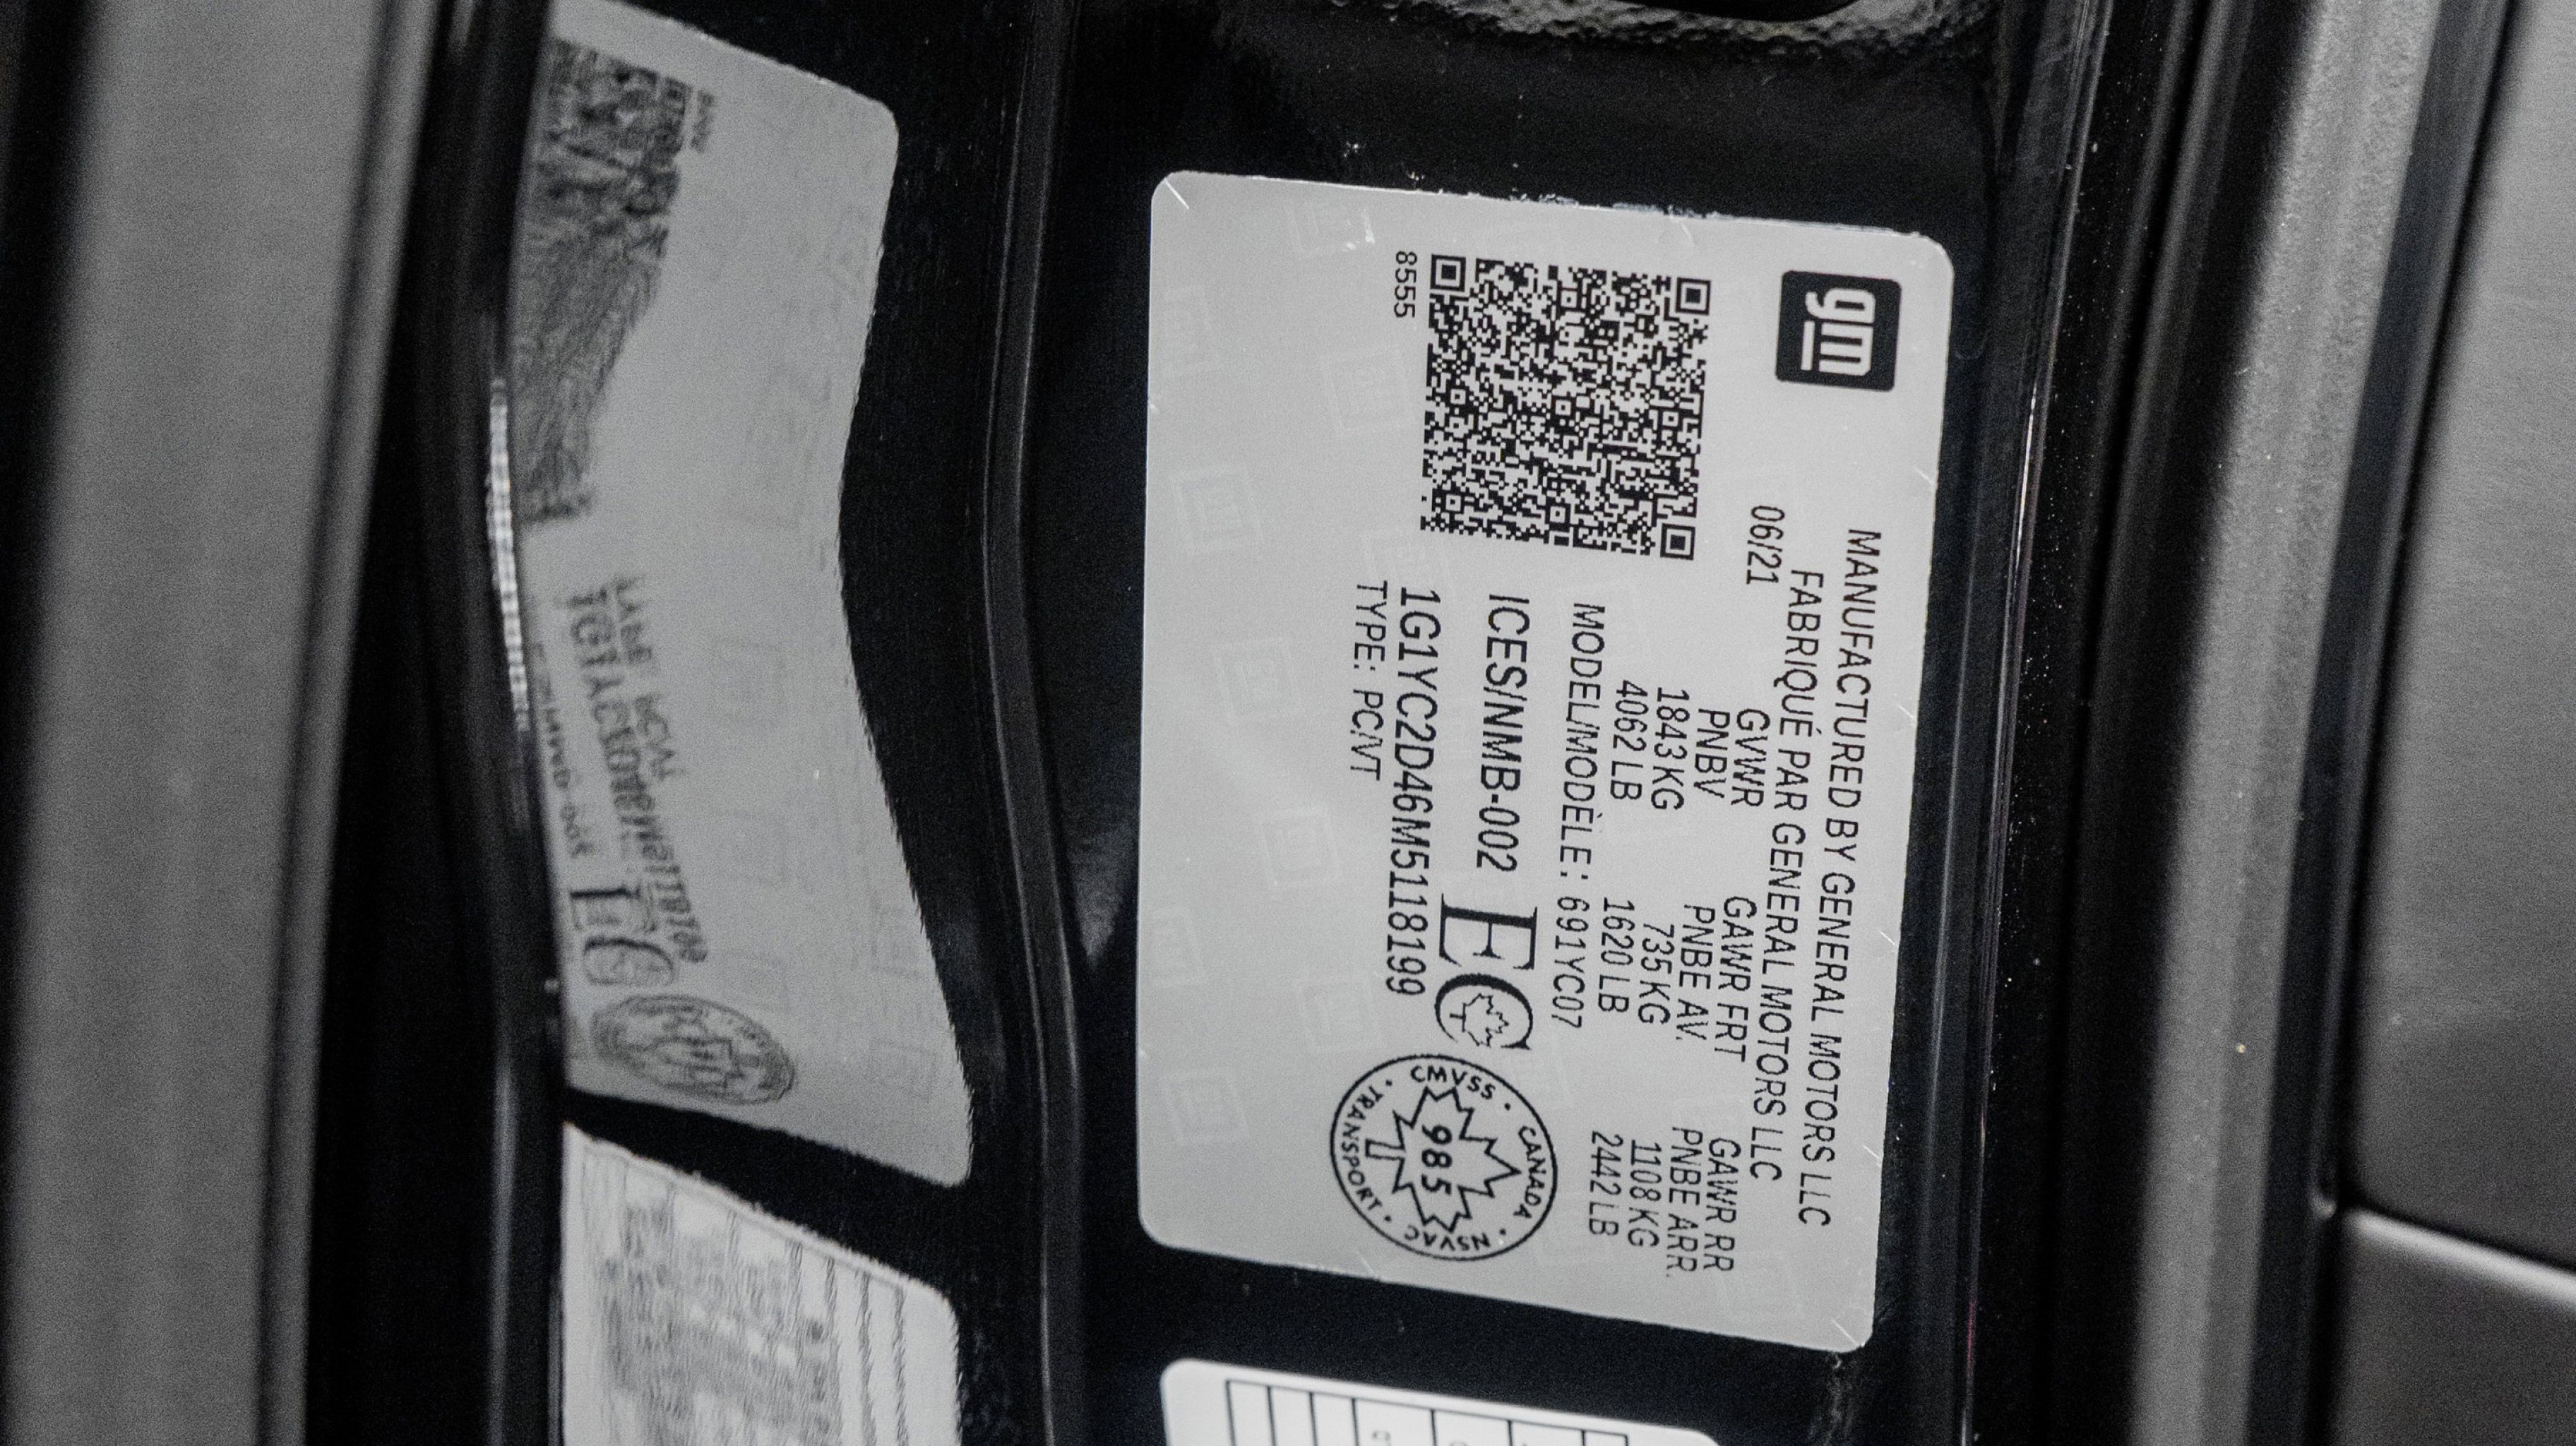 gm
MANUFACTURED BY GENERAL MOTORS LLC
FABRIQUÉ PAR GENERAL MOTORS LLC
06/21
GVWR GAWR FRT GAWR RR
PNBV PNBE AV. PNBE ARR.
1843 KG 735 KG 1108 KG
4062 LB 1620 LB 2442 LB
MODEL/MODÈLE : 691YC07
ICES/NMB-002 EC
1G1YC2D46M5118199
TYPE: PC/VT
8555
CMVSS • CANADA • NSVAC • TRANSPORT •
985
T